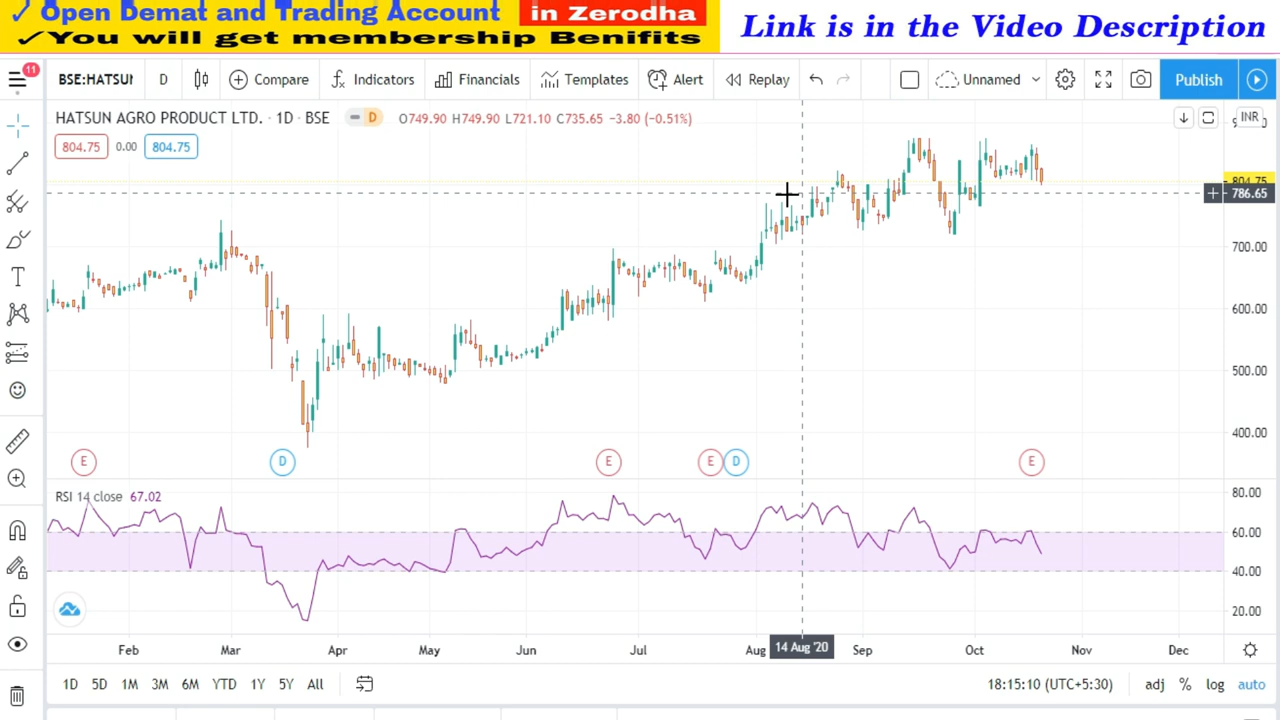 ✓ Open Demat and Trading Account in Zerodha
✓You will get membership Benifits
Link is in the Video Description
11
BSE:HATSUN D Compare Indicators Financials Templates Alert Replay Unnamed Publish
HATSUN AGRO PRODUCT LTD. · 1D · BSE D O749.90 H749.90 L721.10 C735.65 −3.80 (−0.51%)
INR
804.75 0.00 804.75
804.75
786.65
700.00
600.00
500.00
400.00
E D E E D E
RSI 14 close 67.02
80.00
60.00
40.00
20.00
Feb Mar Apr May Jun Jul Aug 14 Aug '20 Sep Oct Nov Dec
1D 5D 1M 3M 6M YTD 1Y 5Y All 18:15:10 (UTC+5:30) adj % log auto